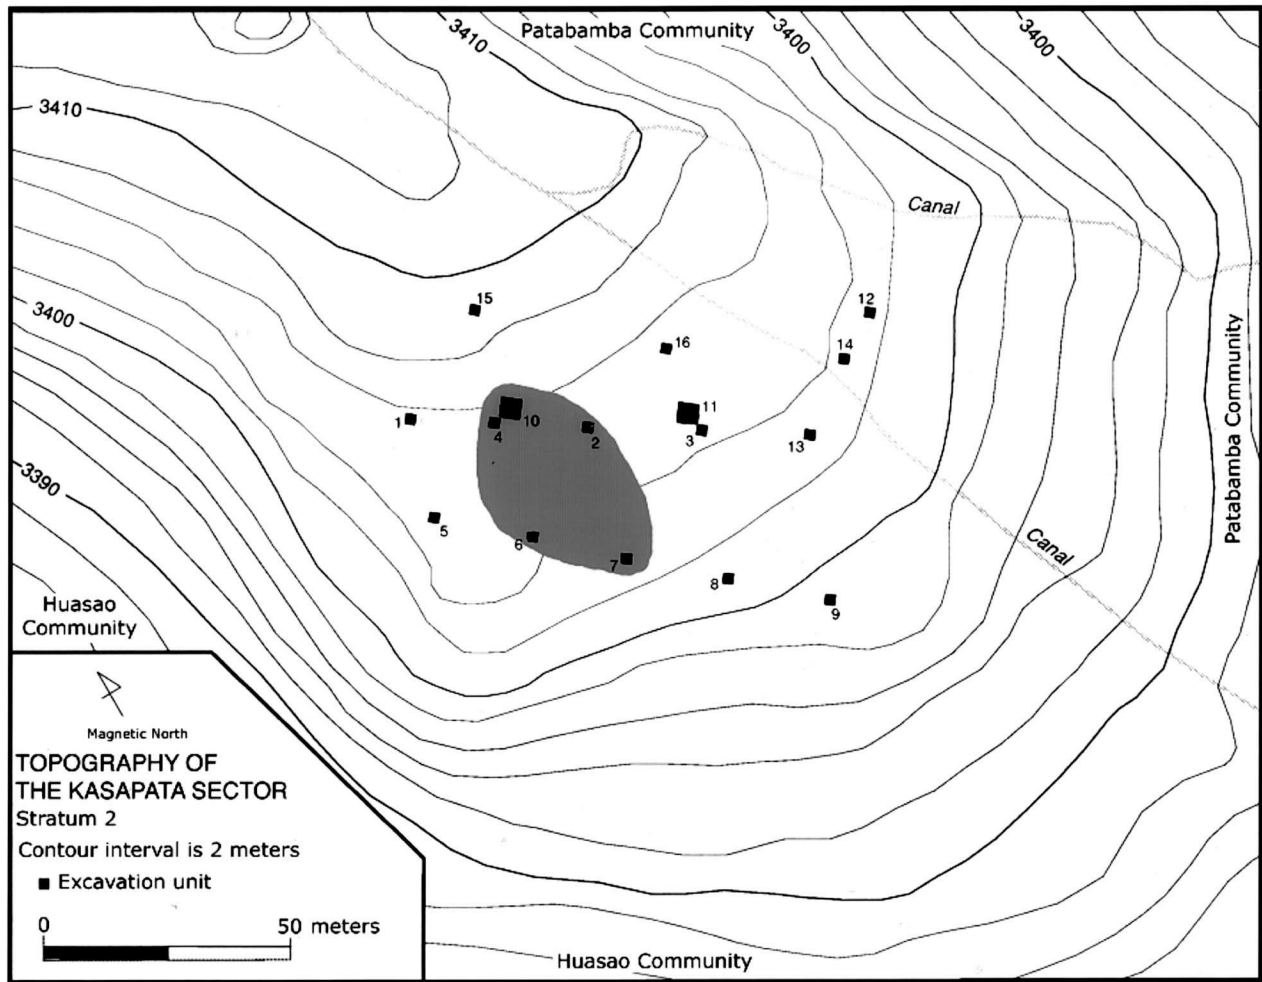 3410
Patabamba Community
3400
3400
3410
Canal
15
12
3400
16
14
Patabamba Community
1
10
11
4
2
3
13
3390
5
6
7
8
Canal
9
Huasao
Community
Magnetic North
TOPOGRAPHY OF
THE KASAPATA SECTOR
Stratum 2
Contour interval is 2 meters
Excavation unit
0 50 meters
Huasao Community